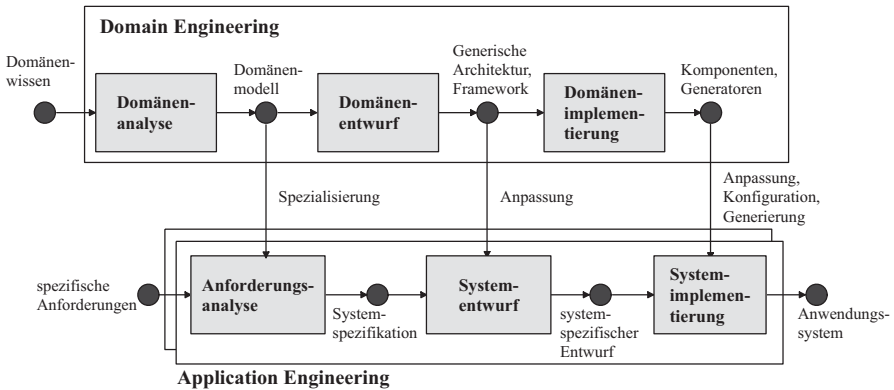 Domain Engineering
Domänen-
wissen
Domänen-
analyse
Domänen-
modell
Domänen-
entwurf
Generische
Architektur,
Framework
Domänen-
implemen-
tierung
Komponenten,
Generatoren
Spezialisierung
Anpassung
Anpassung,
Konfiguration,
Generierung
spezifische
Anforderungen
Anforderungs-
analyse
System-
spezifikation
System-
entwurf
system-
spezifischer
Entwurf
System-
implemen-
tierung
Anwendungs-
system
Application Engineering